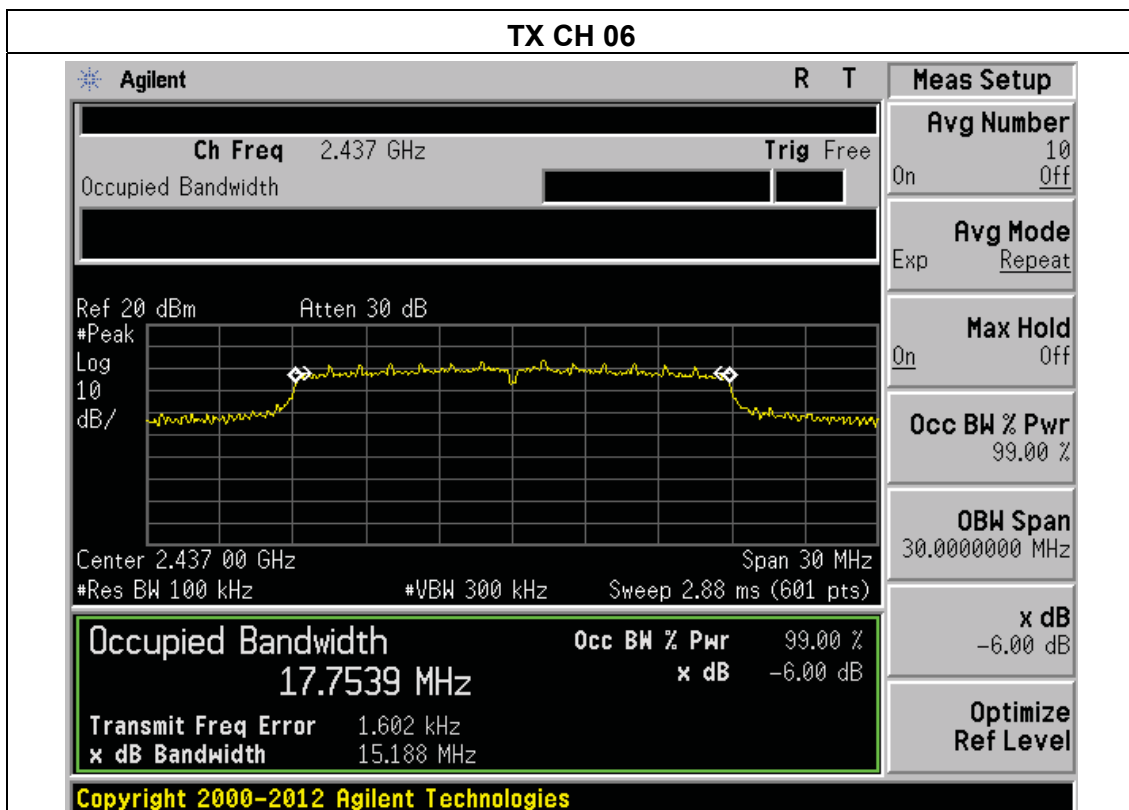 TX CH 06
Agilent R T Meas Setup
Ch Freq 2.437 GHz Trig Free
Occupied Bandwidth
Avg Number
10
On Off
Avg Mode
Exp Repeat
Max Hold
On Off
Occ BW % Pwr
99.00 %
OBW Span
30.0000000 MHz
x dB
-6.00 dB
Optimize
Ref Level
Ref 20 dBm Atten 30 dB
#Peak
Log
10
dB/
Center 2.437 00 GHz Span 30 MHz
#Res BW 100 kHz #VBW 300 kHz Sweep 2.88 ms (601 pts)
Occupied Bandwidth Occ BW % Pwr 99.00 %
17.7539 MHz x dB -6.00 dB
Transmit Freq Error 1.602 kHz
x dB Bandwidth 15.188 MHz
Copyright 2000-2012 Agilent Technologies